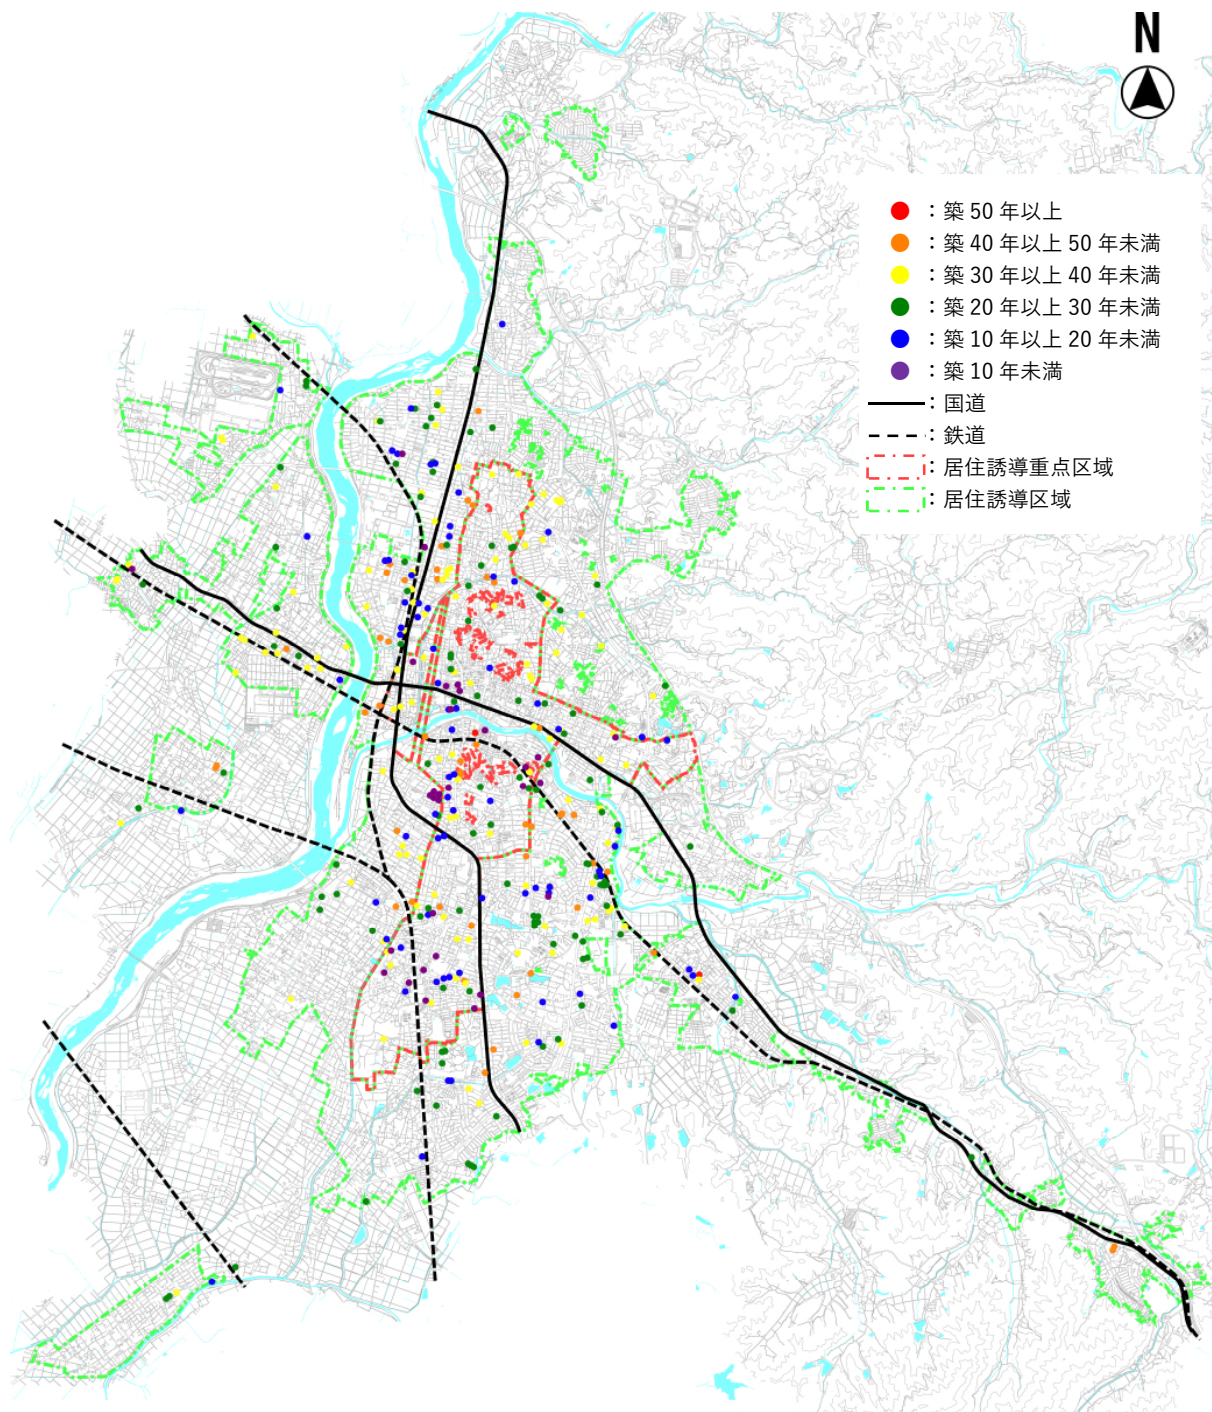 N
：築 50 年以上
：築 40 年以上 50 年未満
：築 30 年以上 40 年未満
：築 20 年以上 30 年未満
：築 10 年以上 20 年未満
：築 10 年未満
：国道
：鉄道
：居住誘導重点区域
：居住誘導区域